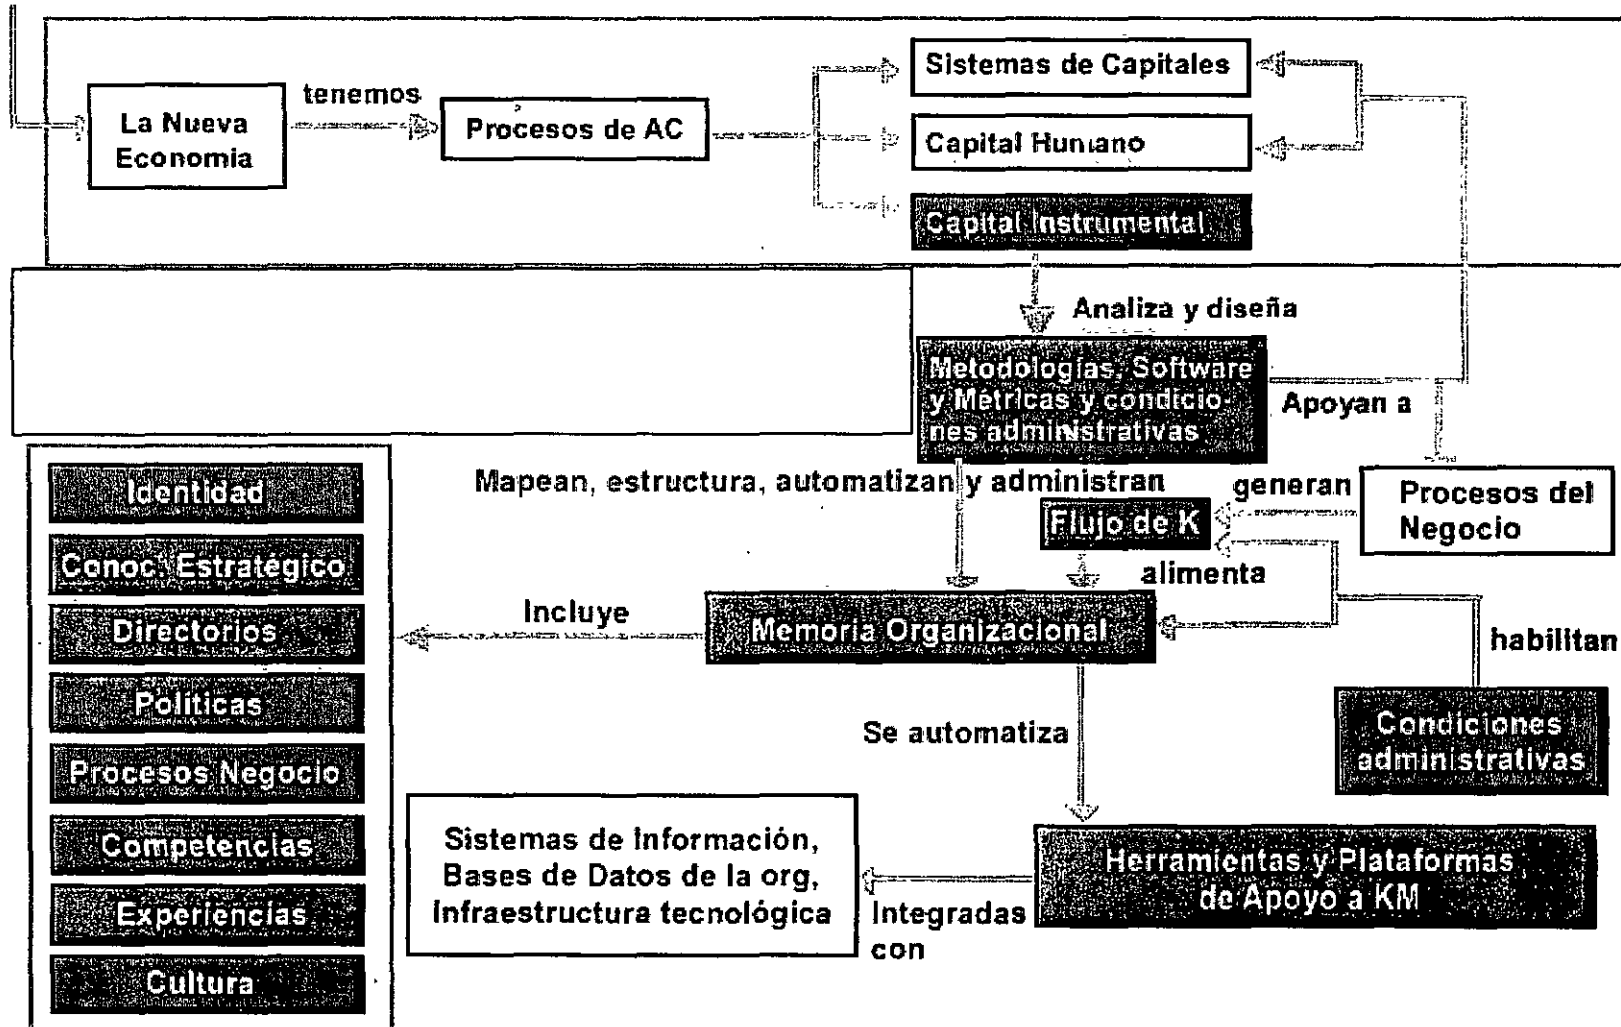 Sistemas de Capitales
tenemos
La Nueva
Economia
Procesos de AC
Capital Humano
Capital Instrumental
Analiza y diseña
Metodologías, Software
y Métricas y condicio-
nes administrativas
Apoyan a
Mapean, estructura, automatizan y administran
generan
Procesos del
Negocio
Flujo de K
alimenta
Identidad
Conoc. Estratégico
Directorios
Políticas
Procesos Negocio
Competencias
Experiencias
Cultura
Incluye
Memoria Organizacional
habilitan
Condiciones
administrativas
Se automatiza
Sistemas de Información,
Bases de Datos de la org,
Infraestructura tecnológica
Integradas
con
Herramientas y Plataformas
de Apoyo a KM